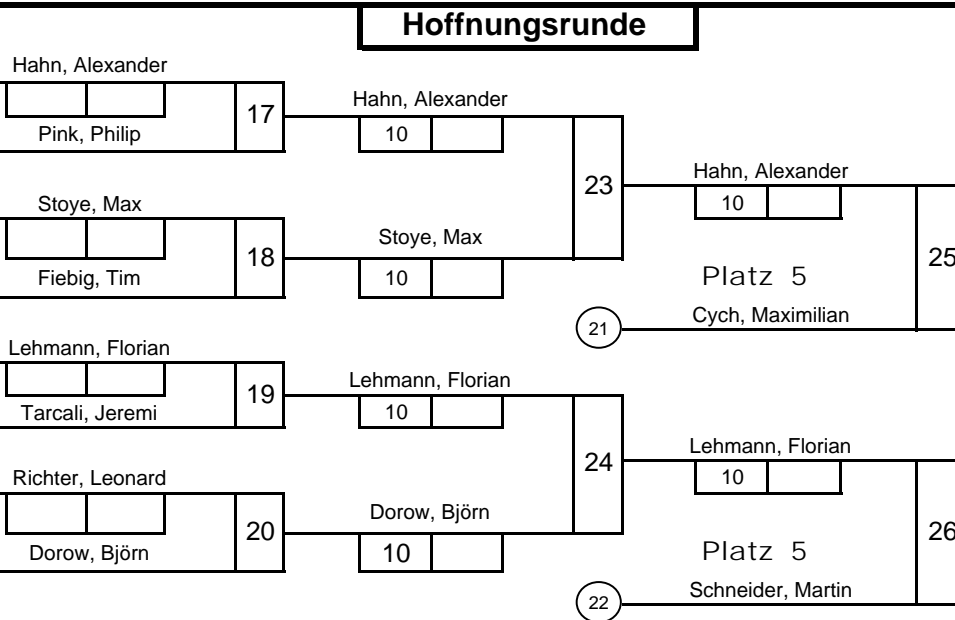 Hoffnungsrunde
Hahn, Alexander
17
Pink, Philip
Hahn, Alexander
10
Stoye, Max
18
Fiebig, Tim
Stoye, Max
10
23
Hahn, Alexander
10
Platz 5
21
Cych, Maximilian
25
Lehmann, Florian
19
Tarcali, Jeremi
Lehmann, Florian
10
Richter, Leonard
20
Dorow, Björn
Dorow, Björn
10
24
Lehmann, Florian
10
Platz 5
22
Schneider, Martin
26